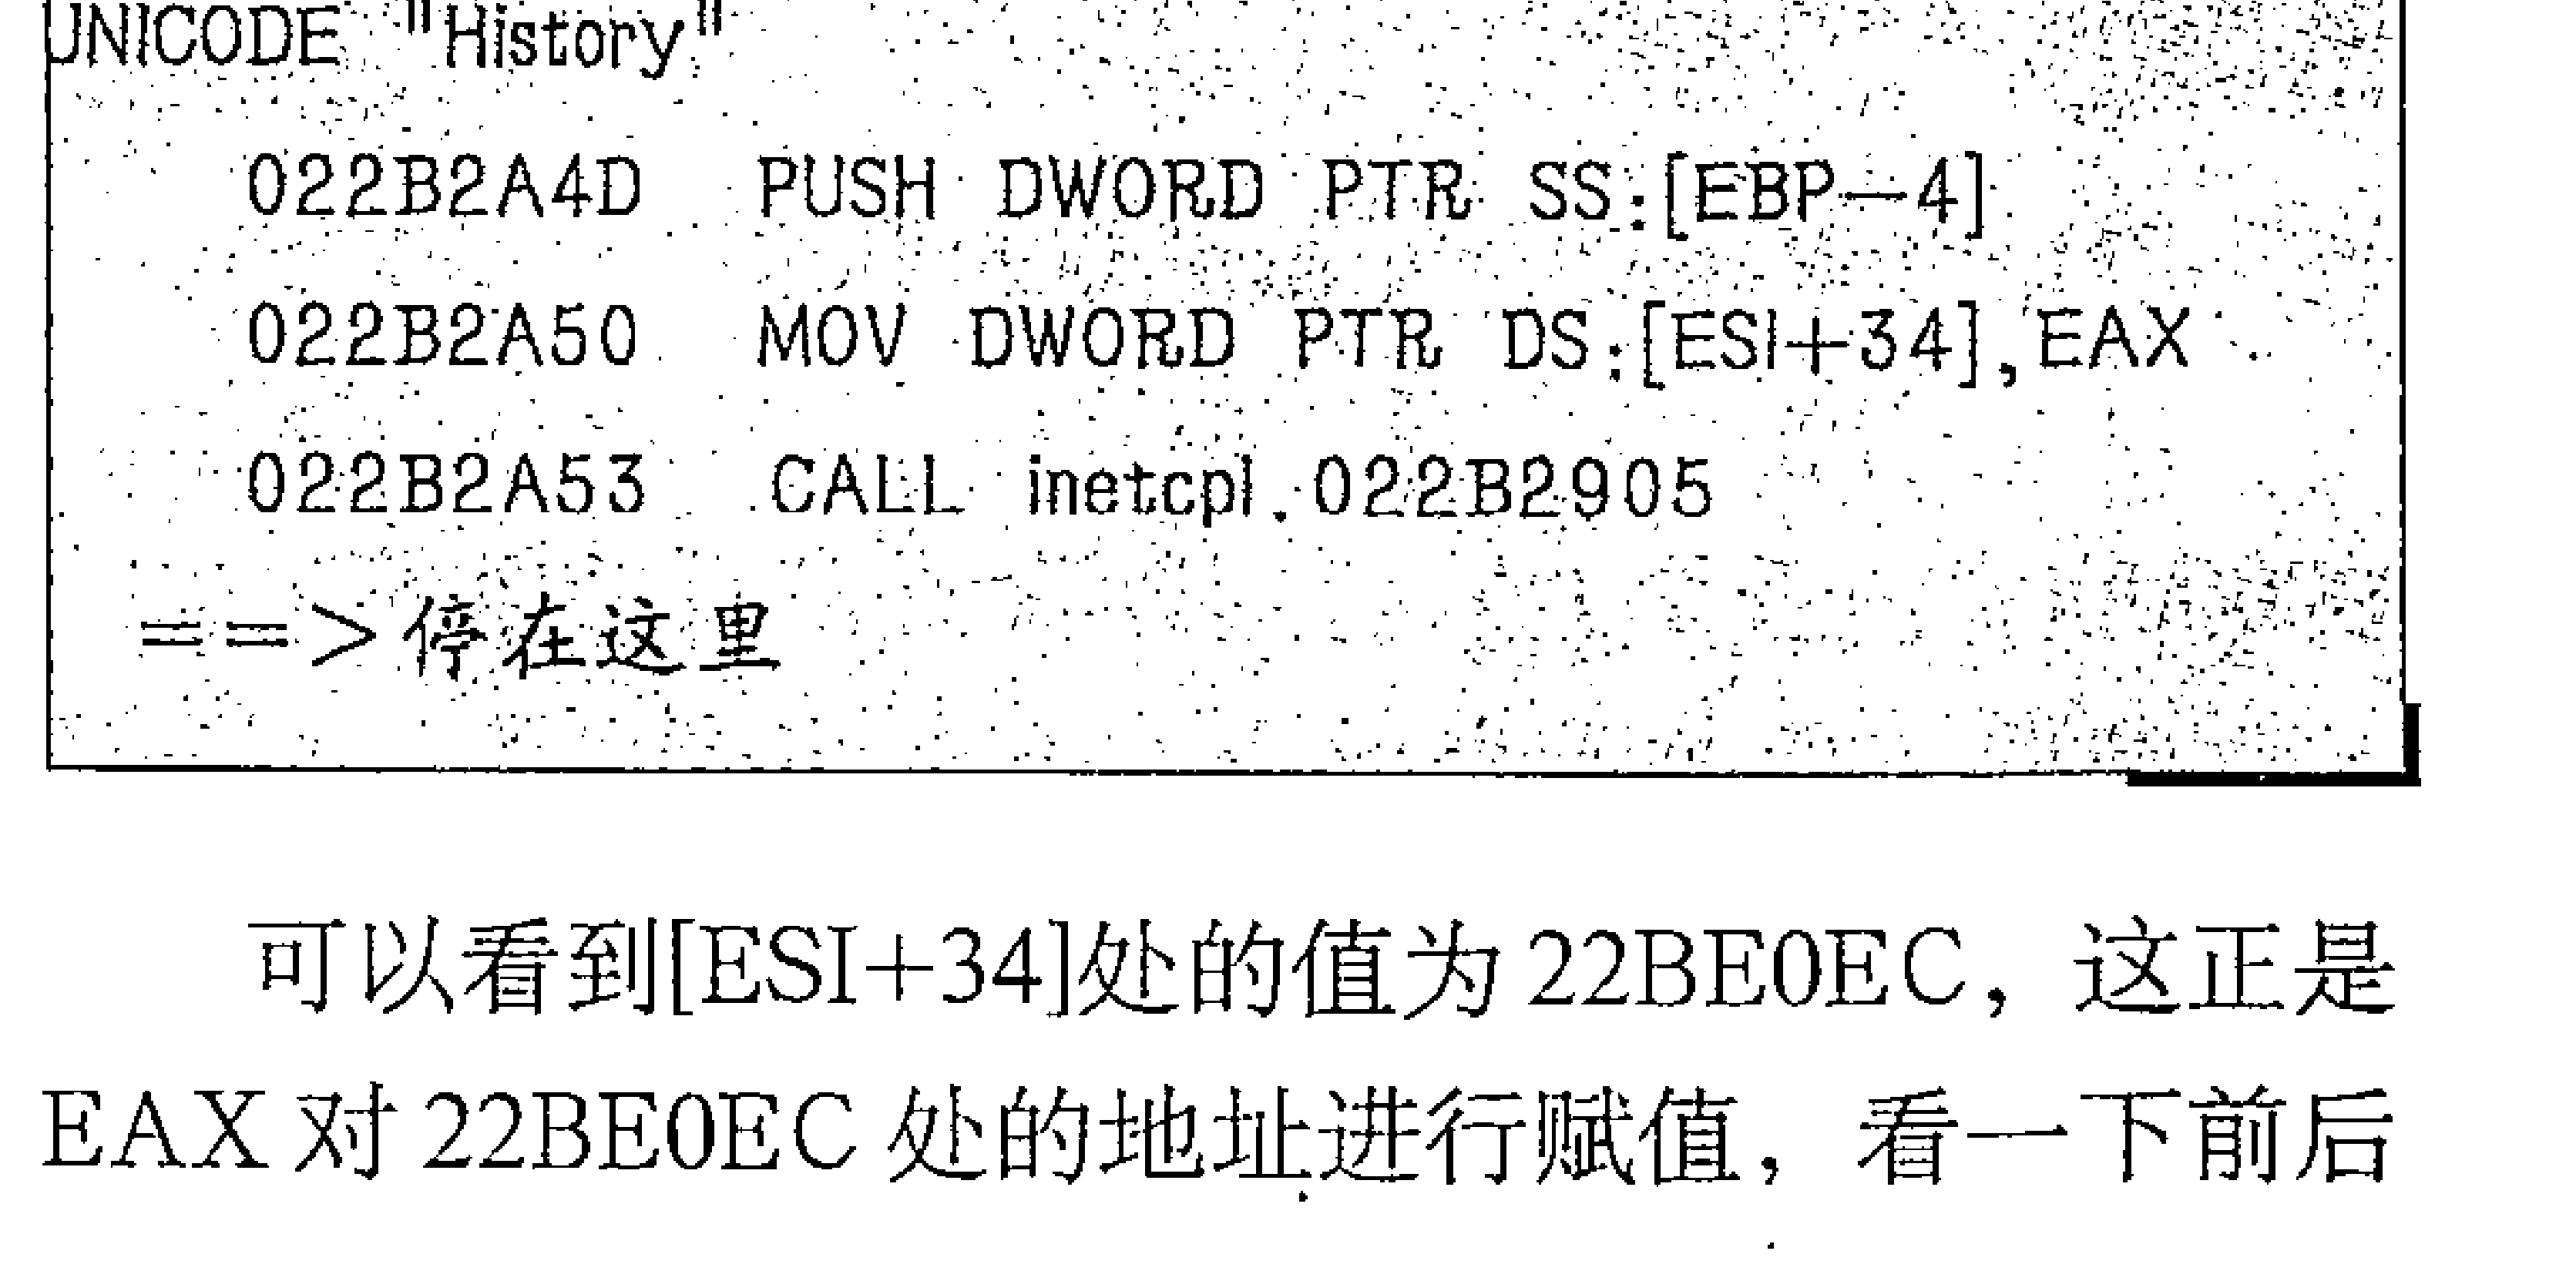 UNICODE "History"
022B2A4D PUSH DWORD PTR SS:[EBP-4]
022B2A50 MOV DWORD PTR DS:[ESI+34],EAX
022B2A53 CALL inetcpl.022B2905
==>停在这里
可以看到[ESI+34]处的值为22BE0EC，这正是
EAX对22BE0EC处的地址进行赋值，看一下前后